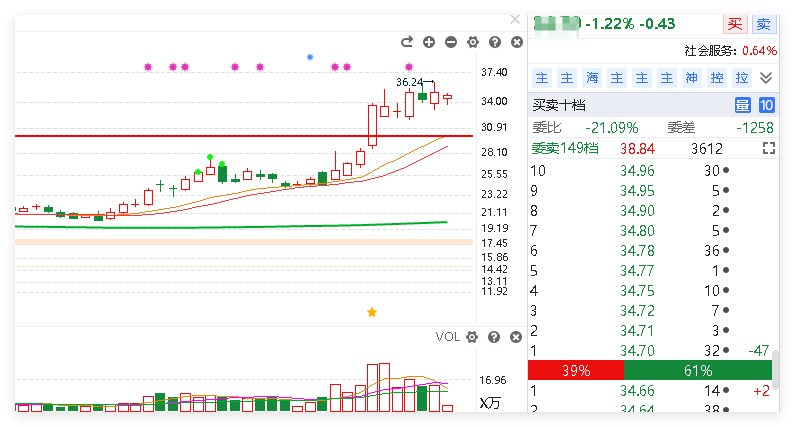 -1.22% -0.43
买 卖
社会服务: 0.64%
主 主 海 主 主 主 神 控 拉
买卖十档 量 10
委比 -21.09% 委差 -1258
委卖149档 38.84 3612
10 34.96 30
9 34.95 5
8 34.90 2
7 34.80 5
6 34.78 36
5 34.77 1
4 34.75 10
3 34.72 7
2 34.71 3
1 34.70 32 -47
39% 61%
1 34.66 14 +2
2 34.64 38
36.24
37.40
34.00
30.91
28.10
25.55
23.22
21.11
19.19
17.45
15.86
14.42
13.11
11.92
VOL
16.96
X万